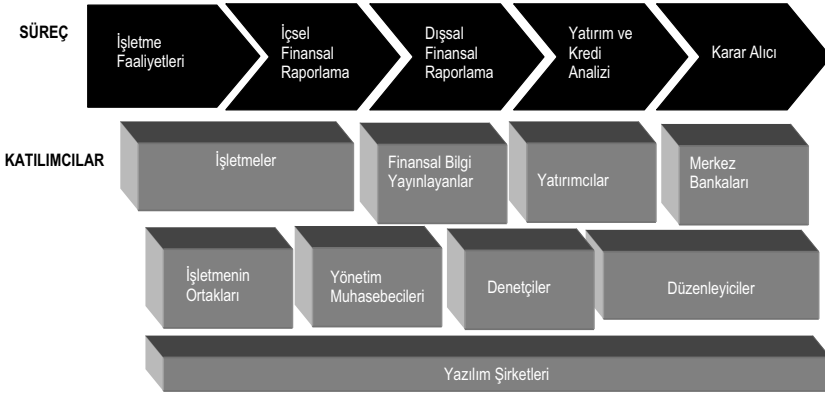 SÜREÇ
İşletme
Faaliyetleri
İçsel
Finansal
Raporlama
Dışsal
Finansal
Raporlama
Yatırım ve
Kredi
Analizi
Karar Alıcı
KATILIMCILAR
İşletmeler
Finansal Bilgi
Yayınlayanlar
Yatırımcılar
Merkez
Bankaları
İşletmenin
Ortakları
Yönetim
Muhasebecileri
Denetçiler
Düzenleyiciler
Yazılım Şirketleri